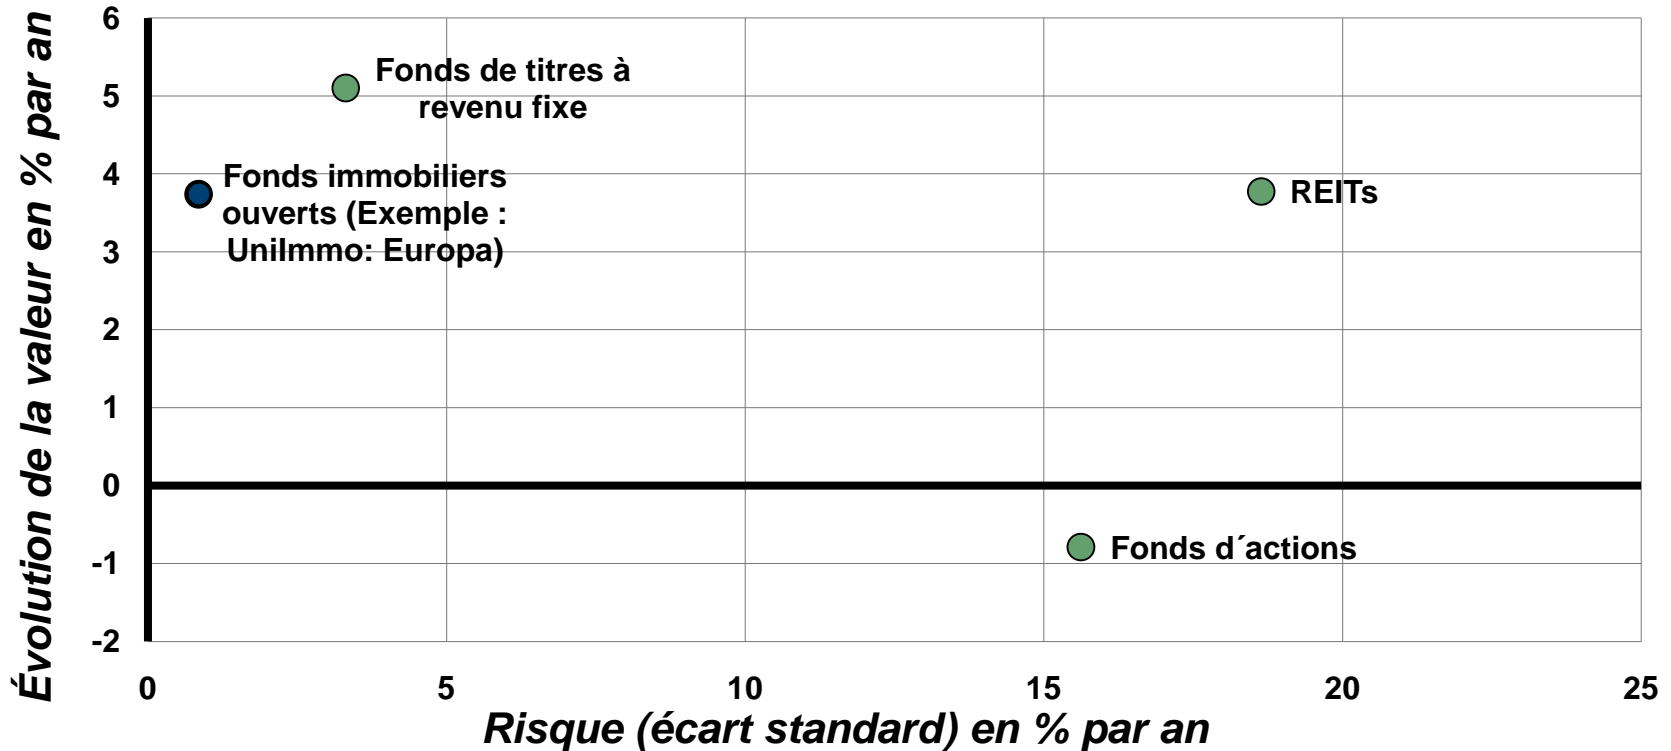 Évolution de la valeur en % par an
6
5
4
3
2
1
0
-1
-2
Fonds de titres à
revenu fixe
Fonds immobiliers
ouverts (Exemple :
UniImmo: Europa)
REITs
Fonds d´actions
0 5 10 15 20 25
Risque (écart standard) en % par an